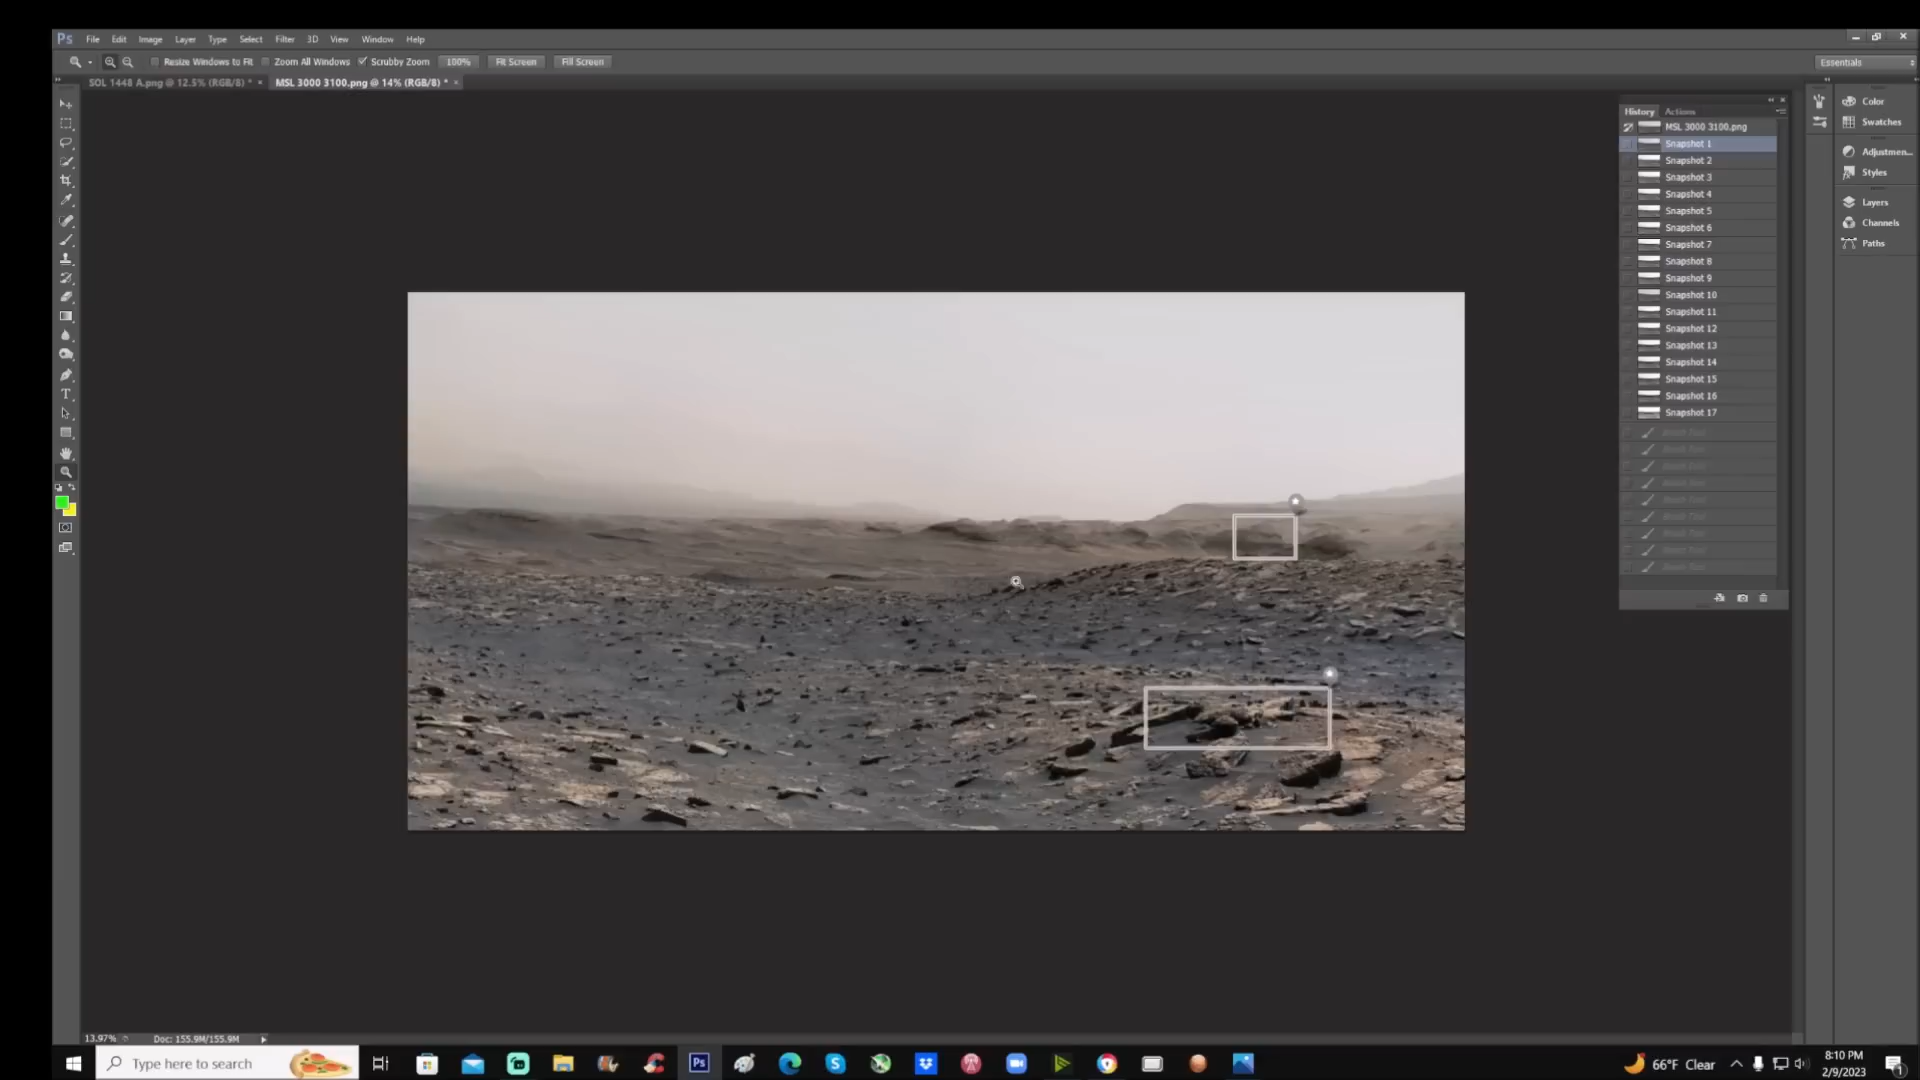 Ps File Edit Image Layer Type Select Filter 3D View Window Help
Resize Windows to Fit Zoom All Windows Scrubby Zoom 100% Fit Screen Fill Screen Essentials
SOL 1448 A.png @ 12.5% (RGB/8) * × MSL 3000 3100.png @ 14% (RGB/8) * ×
History Actions
MSL 3000 3100.png
Snapshot 1
Snapshot 2
Snapshot 3
Snapshot 4
Snapshot 5
Snapshot 6
Snapshot 7
Snapshot 8
Snapshot 9
Snapshot 10
Snapshot 11
Snapshot 12
Snapshot 13
Snapshot 14
Snapshot 15
Snapshot 16
Snapshot 17
Color
Swatches
Adjustmen...
Styles
Layers
Channels
Paths
13.97% Doc: 155.9M/155.9M
Type here to search
Ps
66°F Clear
8:10 PM
2/9/2023
1